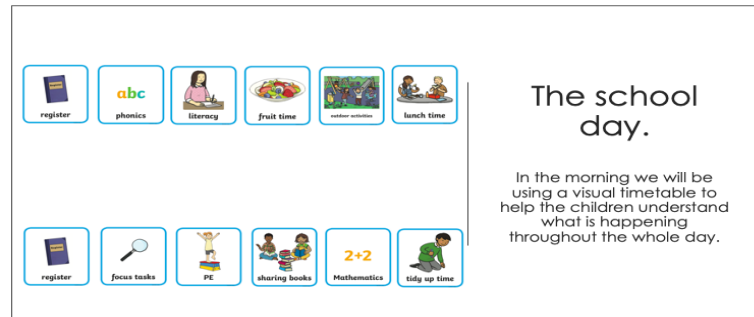 register
abc
phonics
literacy
fruit time
outdoor activities
lunch time
register
focus tasks
PE
sharing books
2+2
Mathematics
tidy up time
The school
day.
In the morning we will be
using a visual timetable to
help the children understand
what is happening
throughout the whole day.